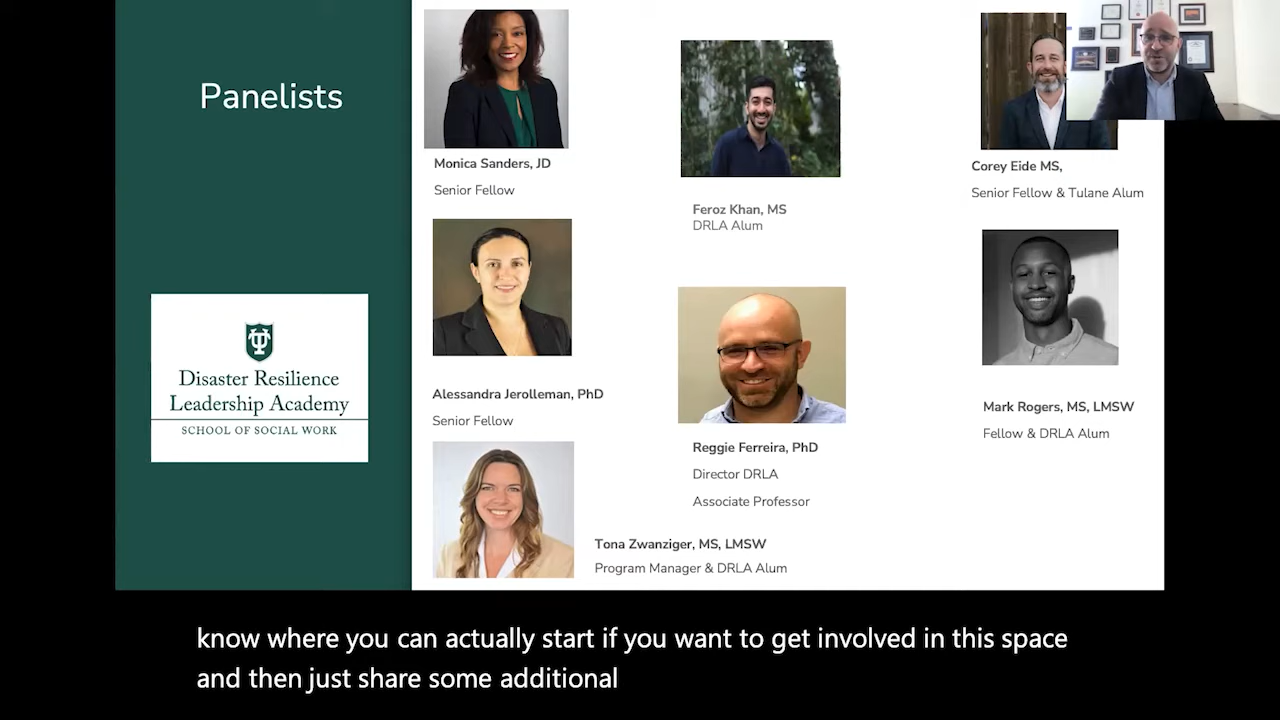 Panelists
Disaster Resilience
Leadership Academy
SCHOOL OF SOCIAL WORK
Monica Sanders, JD
Senior Fellow
Feroz Khan, MS
DRLA Alum
Corey Eide MS,
Senior Fellow & Tulane Alum
Alessandra Jerolleman, PhD
Senior Fellow
Reggie Ferreira, PhD
Director DRLA
Associate Professor
Mark Rogers, MS, LMSW
Fellow & DRLA Alum
Tona Zwanziger, MS, LMSW
Program Manager & DRLA Alum
know where you can actually start if you want to get involved in this space
and then just share some additional